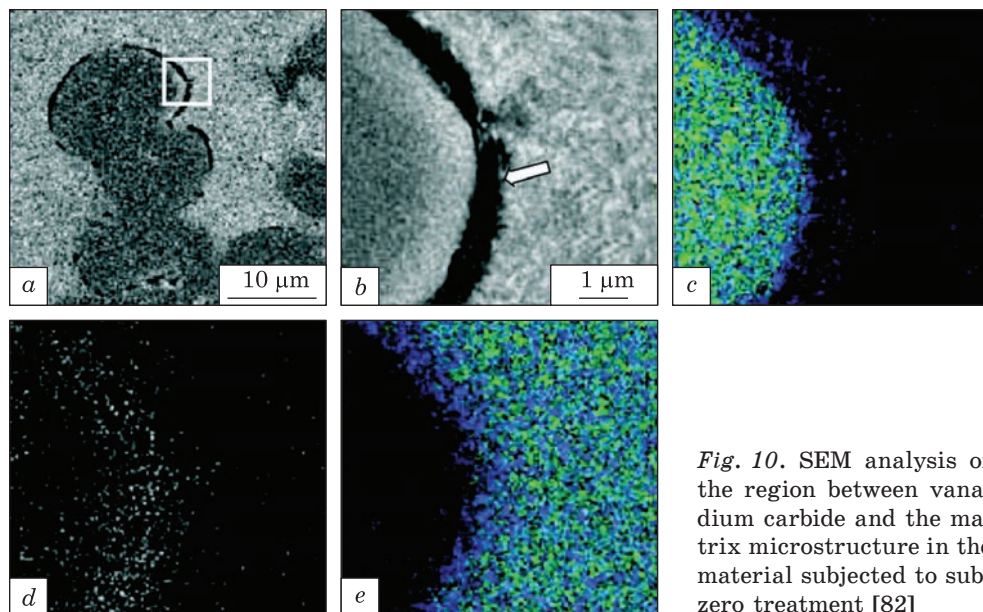 a
10 μm
b
1 μm
c
d
e
Fig. 10. SEM analysis of
the region between vana-
dium carbide and the ma-
trix microstructure in the
material subjected to sub-
zero treatment [82]